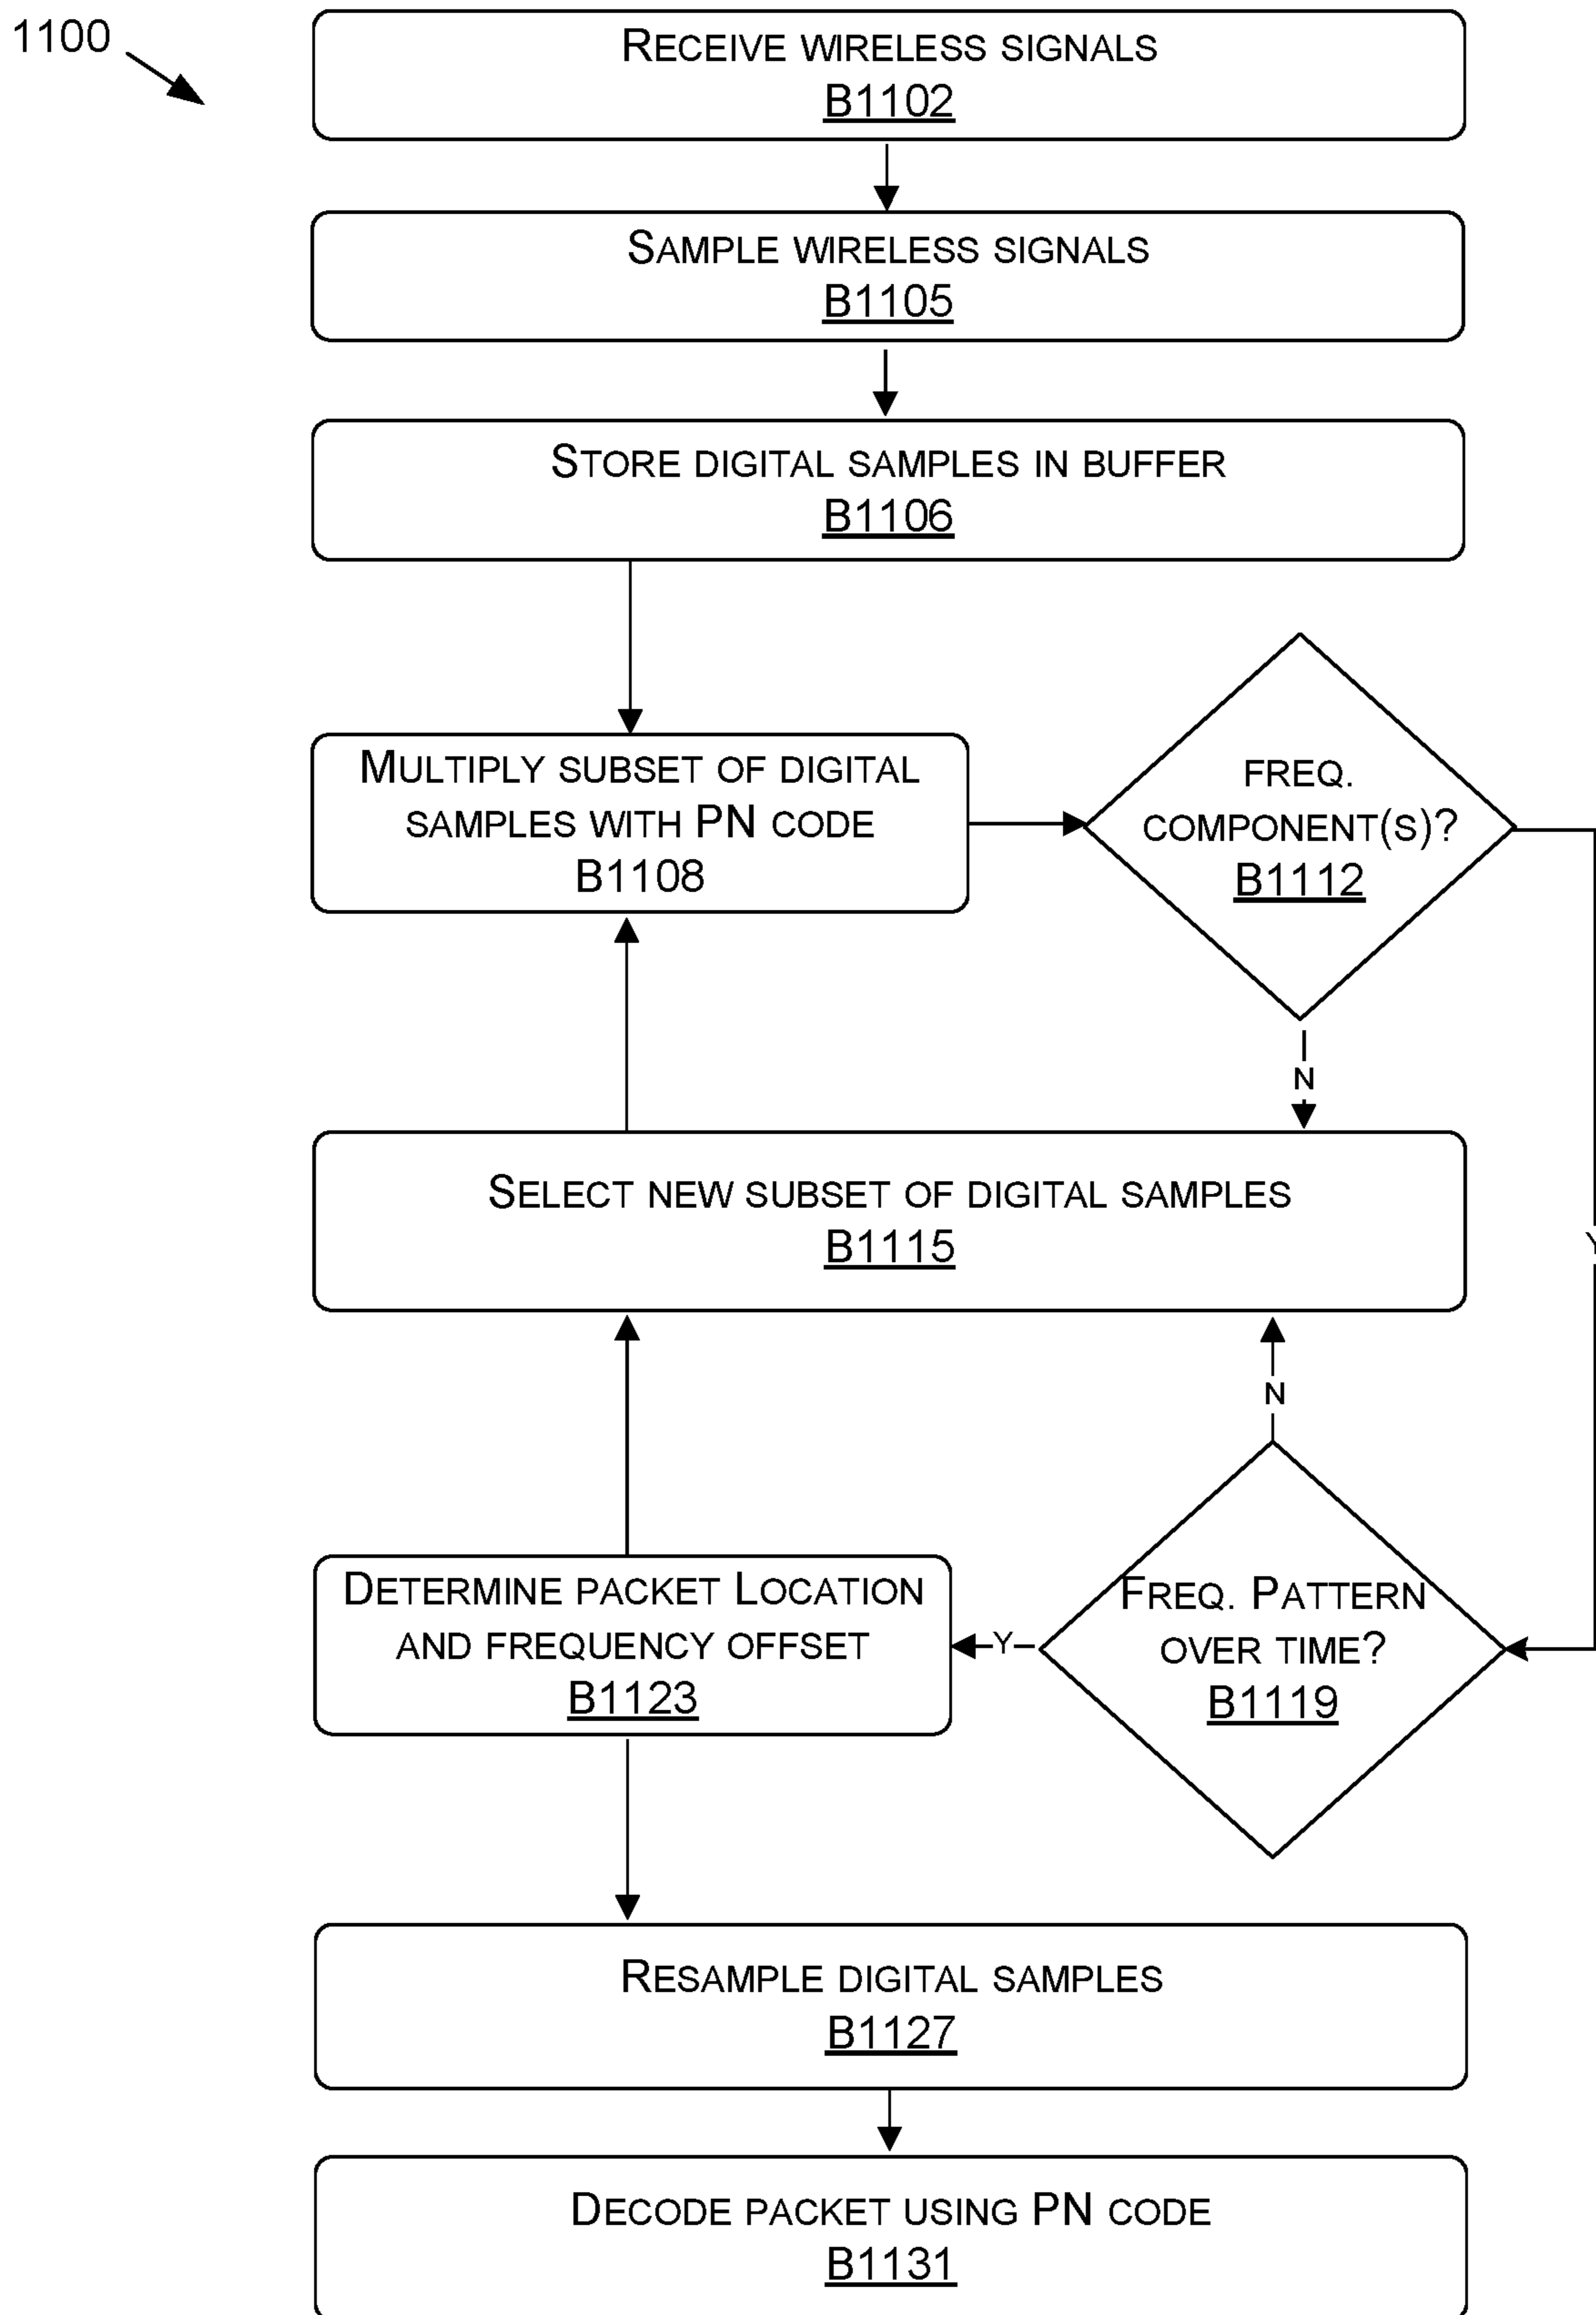 1100
RECEIVE WIRELESS SIGNALS
B1102
SAMPLE WIRELESS SIGNALS
B1105
STORE DIGITAL SAMPLES IN BUFFER
B1106
MULTIPLY SUBSET OF DIGITAL
SAMPLES WITH PN CODE
B1108
FREQ.
COMPONENT(S)?
B1112
N
SELECT NEW SUBSET OF DIGITAL SAMPLES
B1115
Y
N
DETERMINE PACKET LOCATION
AND FREQUENCY OFFSET
B1123
Y
FREQ. PATTERN
OVER TIME?
B1119
RESAMPLE DIGITAL SAMPLES
B1127
DECODE PACKET USING PN CODE
B1131